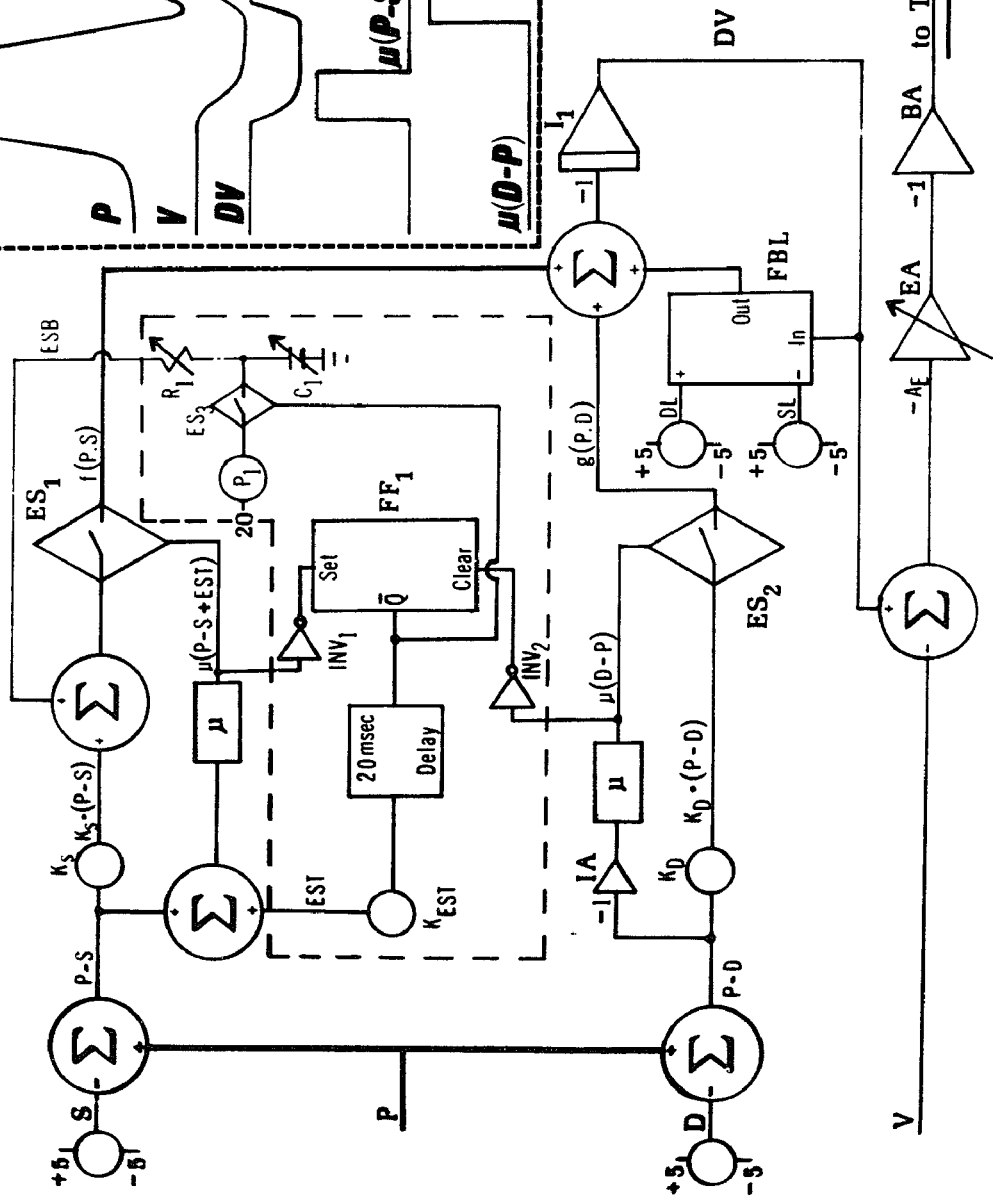 P
V
DV
μ(P-S
μ(D-P)
ESB
ES1
f(P.S)
R1
C1
ES3
P1
-20
+5
-5
S
P-S
KS
KS·(P-S)
Σ
Σ
Σ
μ
μ(P-S+EST)
INV1
Set
FF1
Q̅
Clear
20msec
Delay
EST
KEST
INV2
P
+5
-5
D
Σ
P-D
-1
IA
μ
μ(D-P)
KD
KD·(P-D)
ES2
g(P.D)
Σ
-1
I1
DV
+5
-5
DL
+5
-5
SL
+
-
Out
In
FBL
V
Σ
-AE
EA
-1
BA
to T